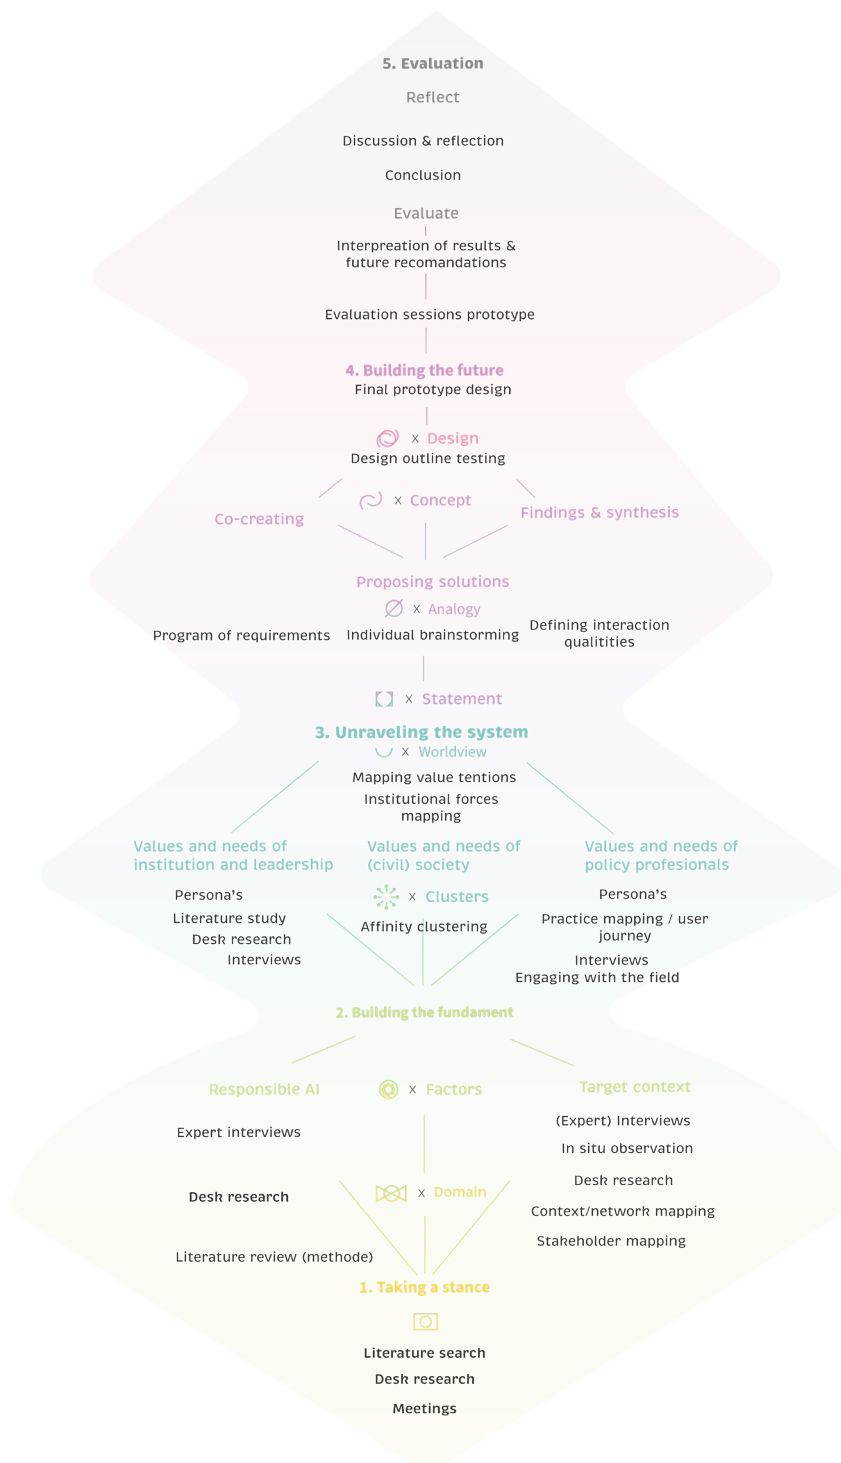 5. Evaluation
Reflect
Discussion & reflection
Conclusion
Evaluate
Interpreation of results &
future recomandations
Evaluation sessions prototype
4. Building the future
Final prototype design
x Design
Design outline testing
x Concept
Co-creating
Findings & synthesis
Proposing solutions
x Analogy
Program of requirements
Individual brainstorming
Defining interaction
qualitities
x Statement
3. Unraveling the system
x Worldview
Mapping value tentions
Institutional forces
mapping
Values and needs of
institution and leadership
Values and needs of
(civil) society
Values and needs of
policy profesionals
Persona's
Literature study
Desk research
Interviews
x Clusters
Affinity clustering
Persona's
Practice mapping / user
journey
Interviews
Engaging with the field
2. Building the fundament
Responsible AI
x Factors
Target context
Expert interviews
Desk research
Literature review (methode)
x Domain
(Expert) Interviews
In situ observation
Desk research
Context/network mapping
Stakeholder mapping
1. Taking a stance
Literature search
Desk research
Meetings